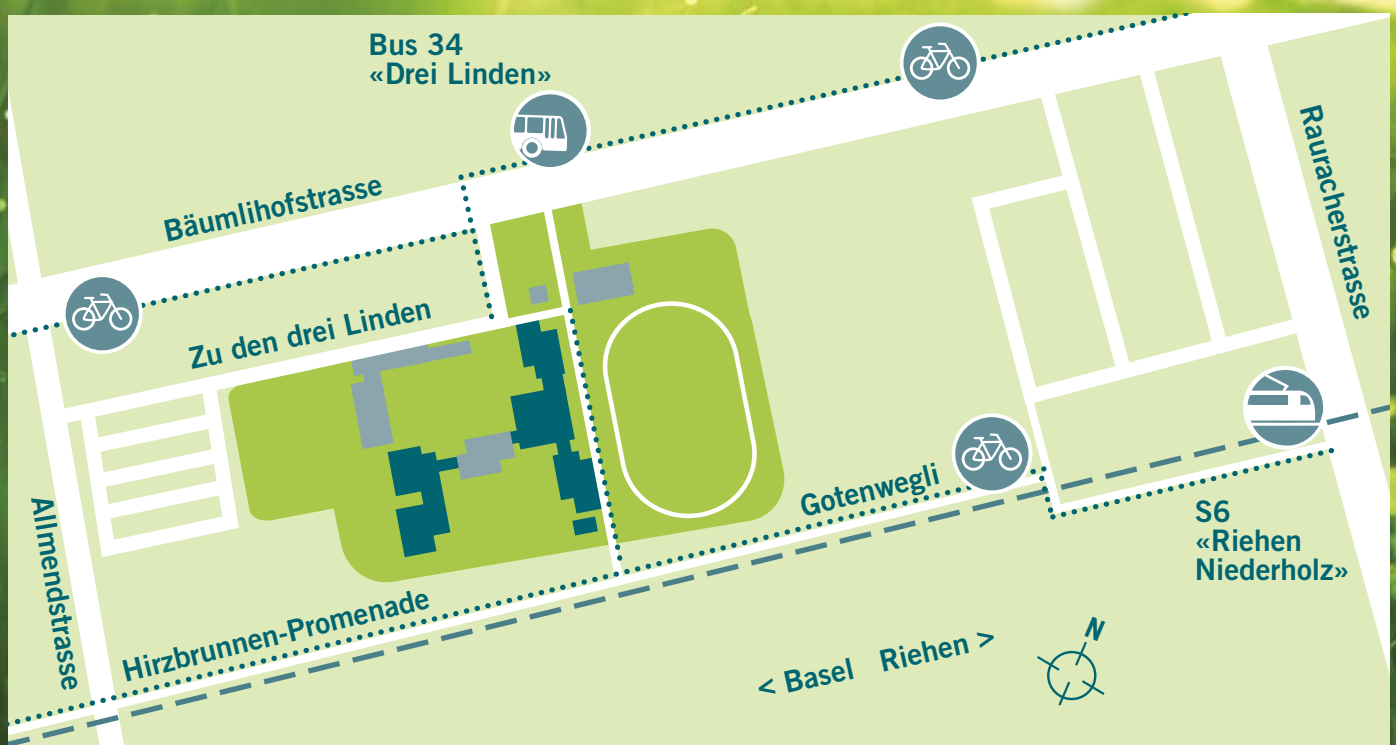 Bus 34
«Drei Linden»
Bäumlihofstrasse
Rauracherstrasse
Zu den drei Linden
Allmendstrasse
Gotenwegli
S6
«Riehen
Niederholz»
Hirzbrunnen-Promenade
< Basel Riehen >
N